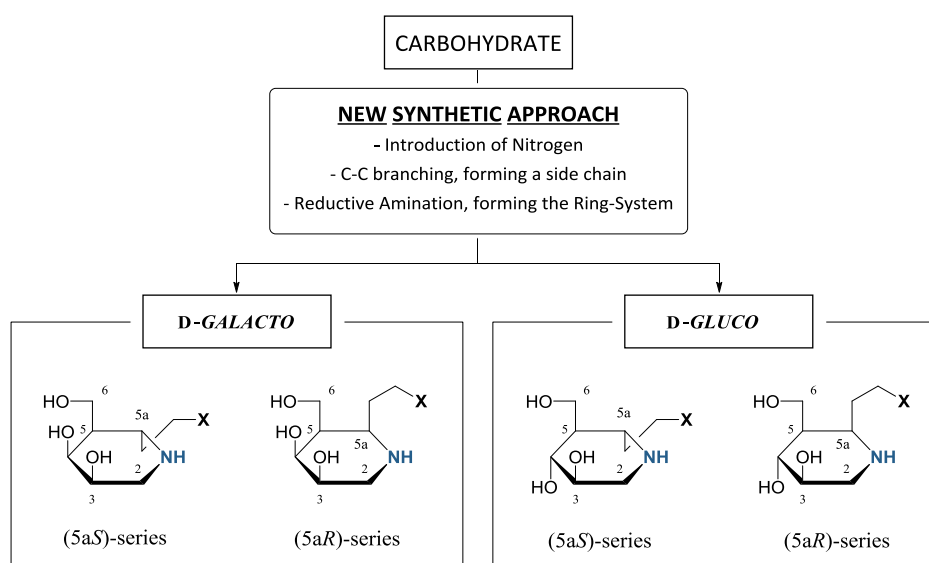 CARBOHYDRATE
NEW SYNTHETIC APPROACH
- Introduction of Nitrogen
- C-C branching, forming a side chain
- Reductive Amination, forming the Ring-System
D-GALACTO
D-GLUCO
HO 6 5a X
HO 5
OH 2 NH
3
(5aS)-series
HO 6 X
HO 5 5a
OH 2 NH
3
(5aR)-series
HO 6 5a X
5
OH 2 NH
HO 3
(5aS)-series
HO 6 X
5 5a
OH 2 NH
HO 3
(5aR)-series